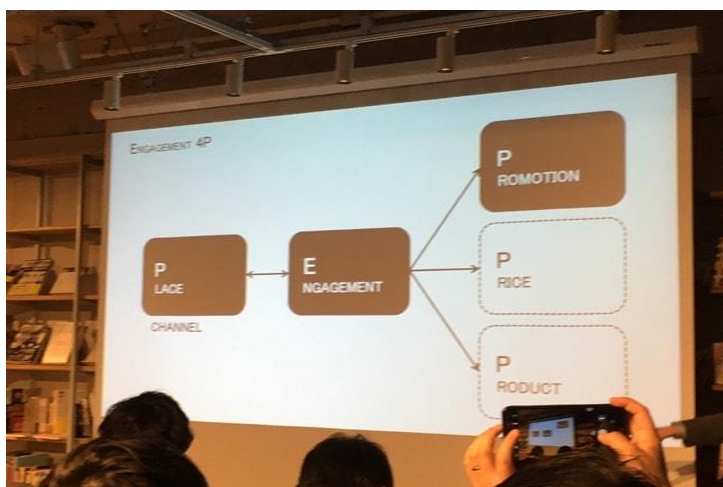 ENGAGEMENT 4P
P
ROMOTION
P
LACE
E
NGAGEMENT
P
RICE
CHANNEL
P
RODUCT